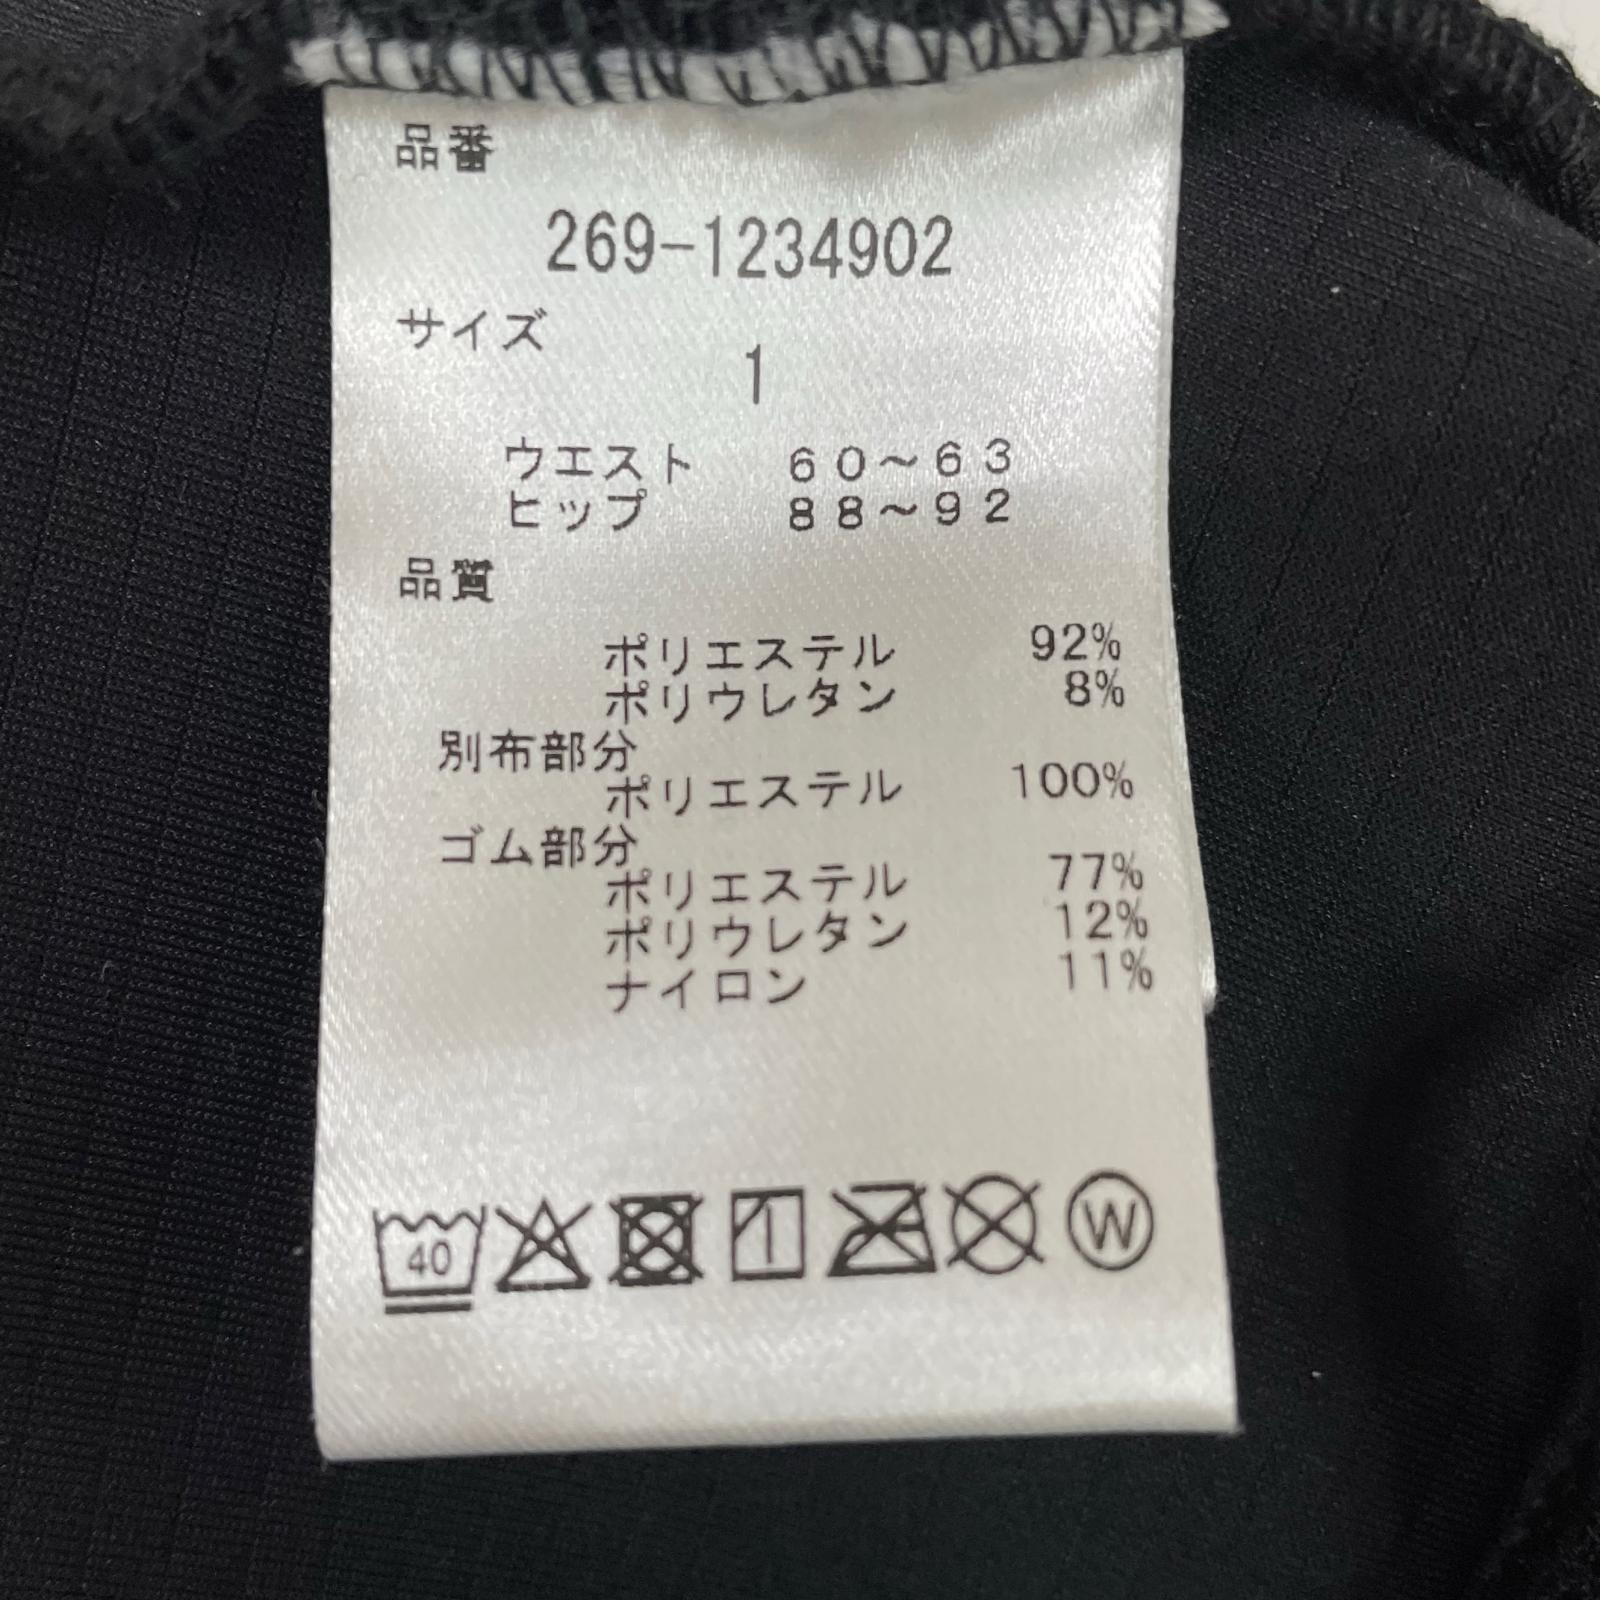 品番
269-1234902
サイズ
1
ウエスト 60～63
ヒップ 88～92
品質
ポリエステル 92%
ポリウレタン 8%
別布部分
ポリエステル 100%
ゴム部分
ポリエステル 77%
ポリウレタン 12%
ナイロン 11%
40
W